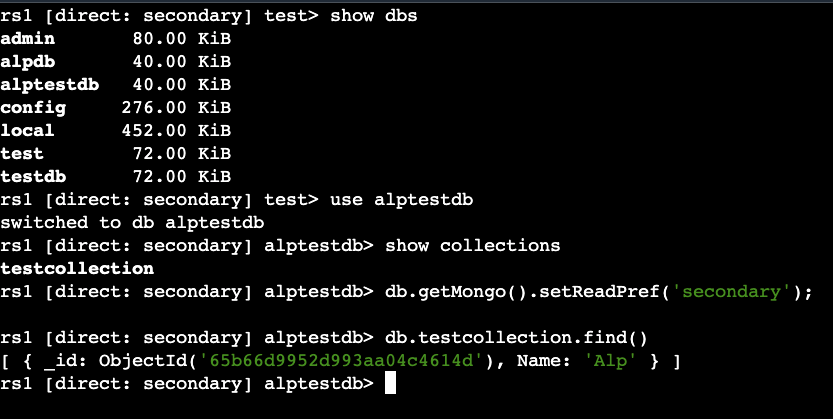 rs1 [direct: secondary] test> show dbs
admin 80.00 KiB
alpdb 40.00 KiB
alptestdb 40.00 KiB
config 276.00 KiB
local 452.00 KiB
test 72.00 KiB
testdb 72.00 KiB
rs1 [direct: secondary] test> use alptestdb
switched to db alptestdb
rs1 [direct: secondary] alptestdb> show collections
testcollection
rs1 [direct: secondary] alptestdb> db.getMongo().setReadPref('secondary');
rs1 [direct: secondary] alptestdb> db.testcollection.find()
[ { _id: ObjectId('65b66d9952d993aa04c4614d'), Name: 'Alp' } ]
rs1 [direct: secondary] alptestdb>